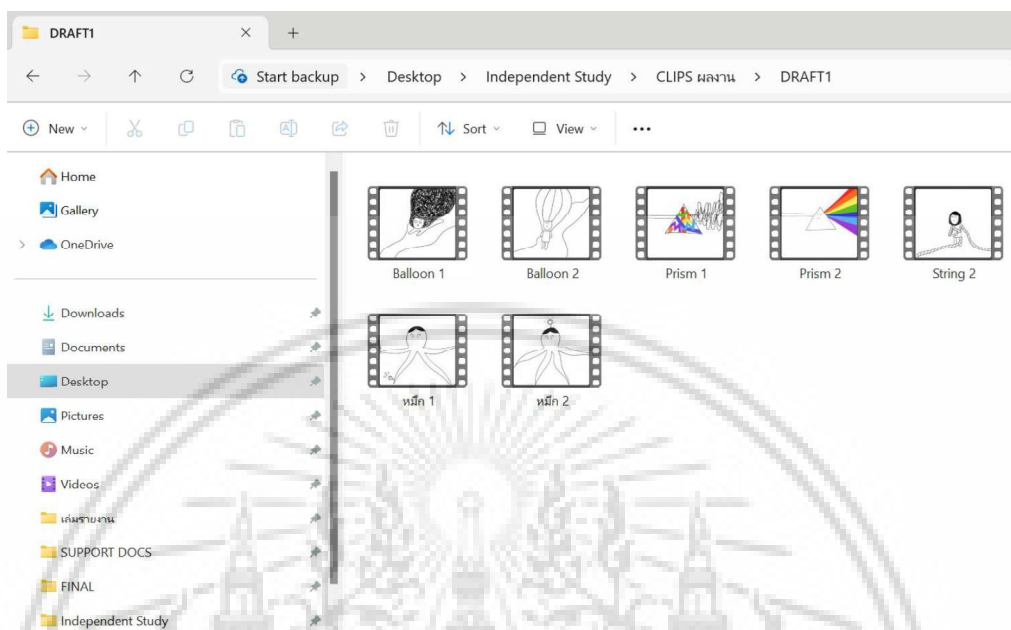 DRAFT1
Start backup > Desktop > Independent Study > CLIPS ผลงาน > DRAFT1
New Sort View
Home
Gallery
OneDrive
Downloads
Documents
Desktop
Pictures
Music
Videos
เล่มรายงาน
SUPPORT DOCS
FINAL
Independent Study
Balloon 1 Balloon 2 Prism 1 Prism 2 String 2
หมึก 1 หมึก 2